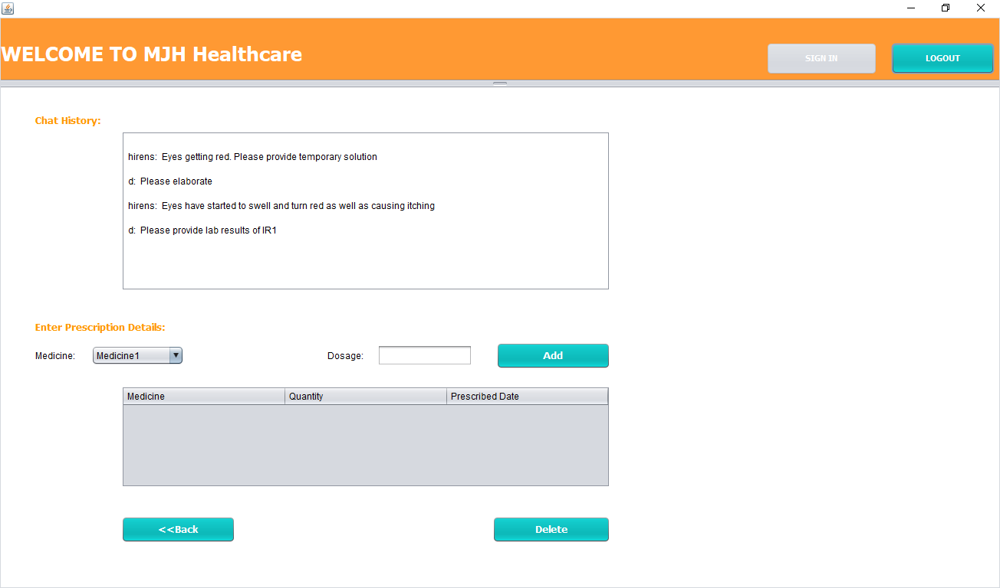 WELCOME TO MJH Healthcare
SIGN IN
LOGOUT
Chat History:
hirens:  Eyes getting red. Please provide temporary solution
d:  Please elaborate
hirens:  Eyes have started to swell and turn red as well as causing itching
d:  Please provide lab results of IR1
Enter Prescription Details:
Medicine: Medicine1 Dosage: Add
Medicine Quantity Prescribed Date
<<Back Delete